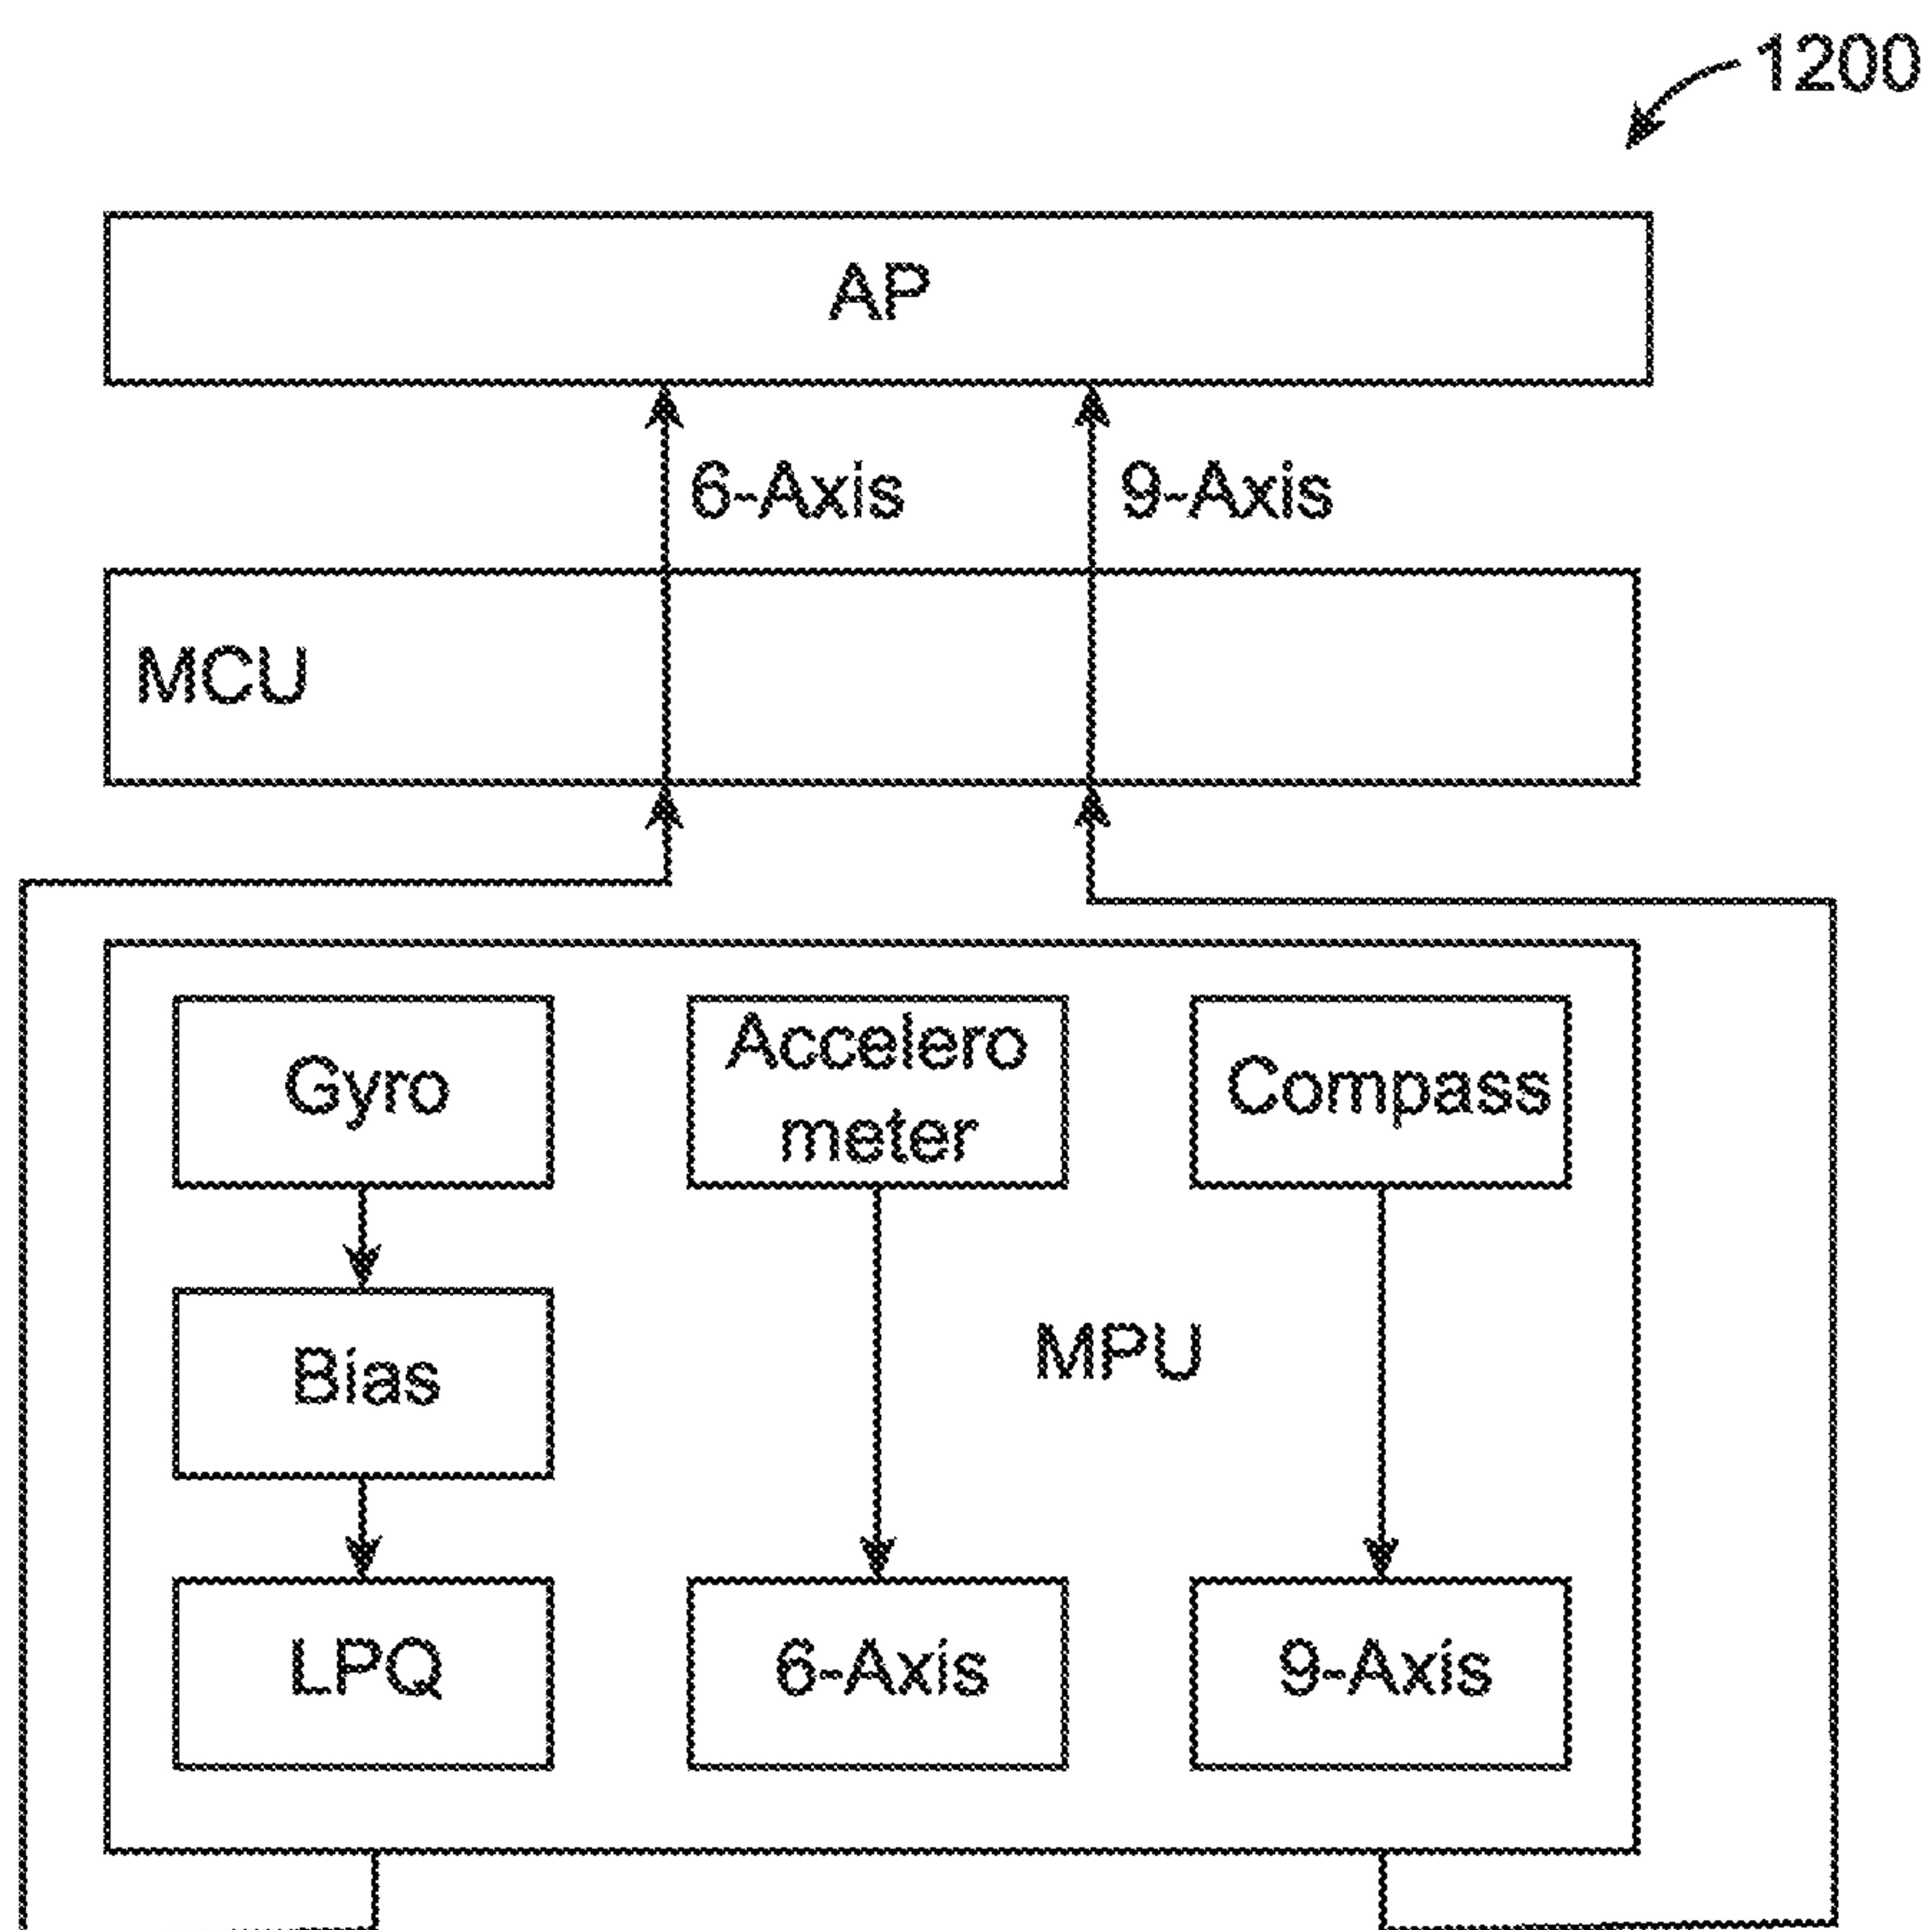 1200
AP
6-Axis
9-Axis
MCU
Gyro
Accelero
meter
Compass
Bias
MPU
LPQ
6-Axis
9-Axis